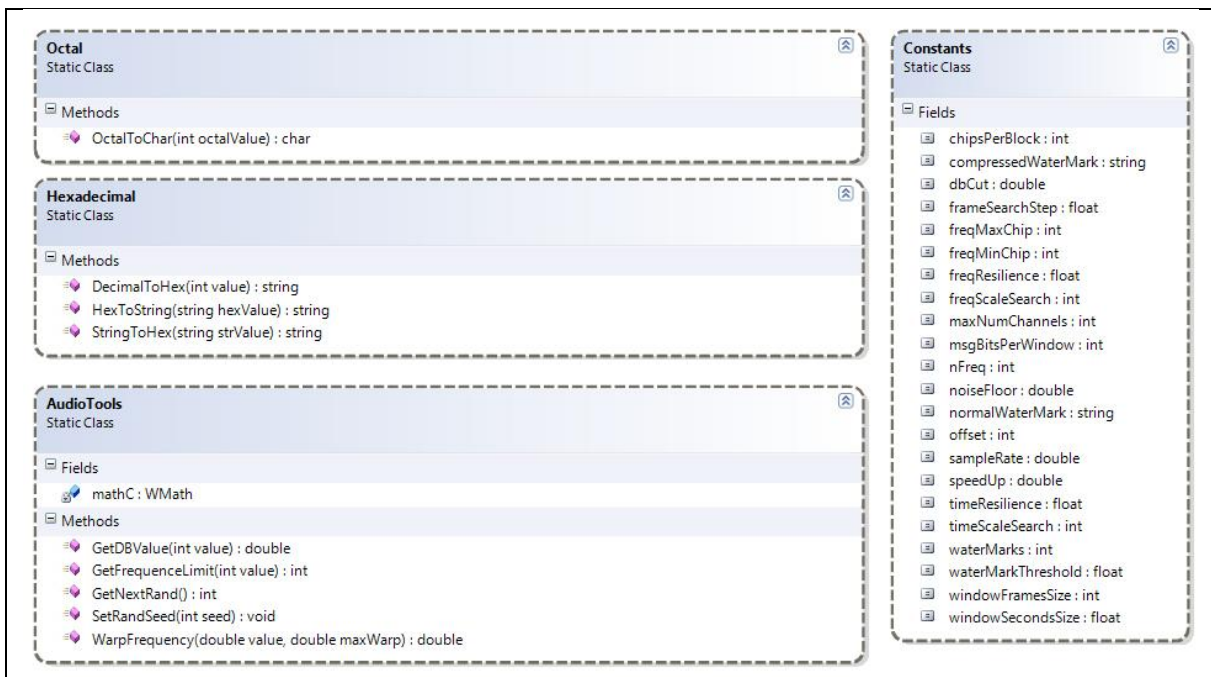 Octal
Static Class
Methods
OctalToChar(int octalValue) : char
Hexadecimal
Static Class
Methods
DecimalToHex(int value) : string
HexToString(string hexValue) : string
StringToHex(string strValue) : string
AudioTools
Static Class
Fields
mathC : WMath
Methods
GetDBValue(int value) : double
GetFrequenceLimit(int value) : int
GetNextRand() : int
SetRandSeed(int seed) : void
WarpFrequency(double value, double maxWarp) : double
Constants
Static Class
Fields
chipsPerBlock : int
compressedWaterMark : string
dbCut : double
frameSearchStep : float
freqMaxChip : int
freqMinChip : int
freqResilience : float
freqScaleSearch : int
maxNumChannels : int
msgBitsPerWindow : int
nFreq : int
noiseFloor : double
normalWaterMark : string
offset : int
sampleRate : double
speedUp : double
timeResilience : float
timeScaleSearch : int
waterMarks : int
waterMarkThreshold : float
windowFramesSize : int
windowSecondsSize : float